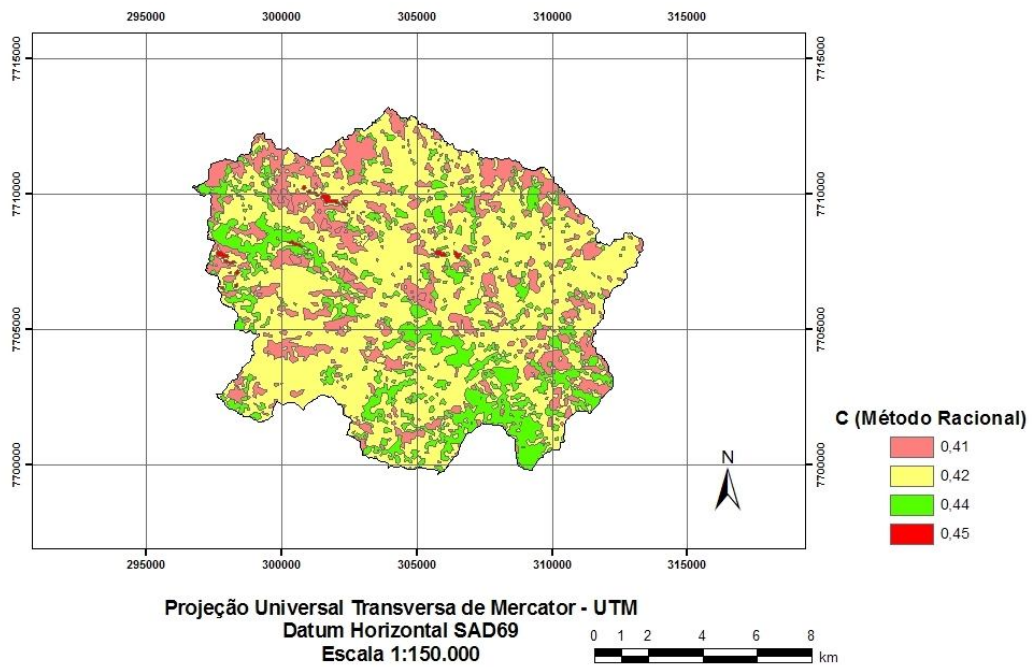 295000 300000 305000 310000 315000
7715000 7715000
7710000 7710000
7705000 7705000
7700000 7700000
295000 300000 305000 310000 315000
C (Método Racional)
0,41
0,42
0,44
0,45
N
Projeção Universal Transversa de Mercator - UTM
Datum Horizontal SAD69
Escala 1:150.000
0 1 2 4 6 8
km